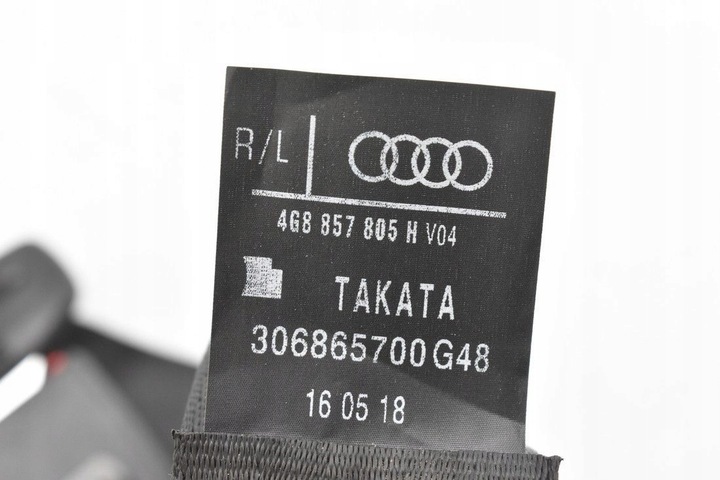 R/L
4G8 857 805 H V04
TAKATA
306865700G48
16 05 18